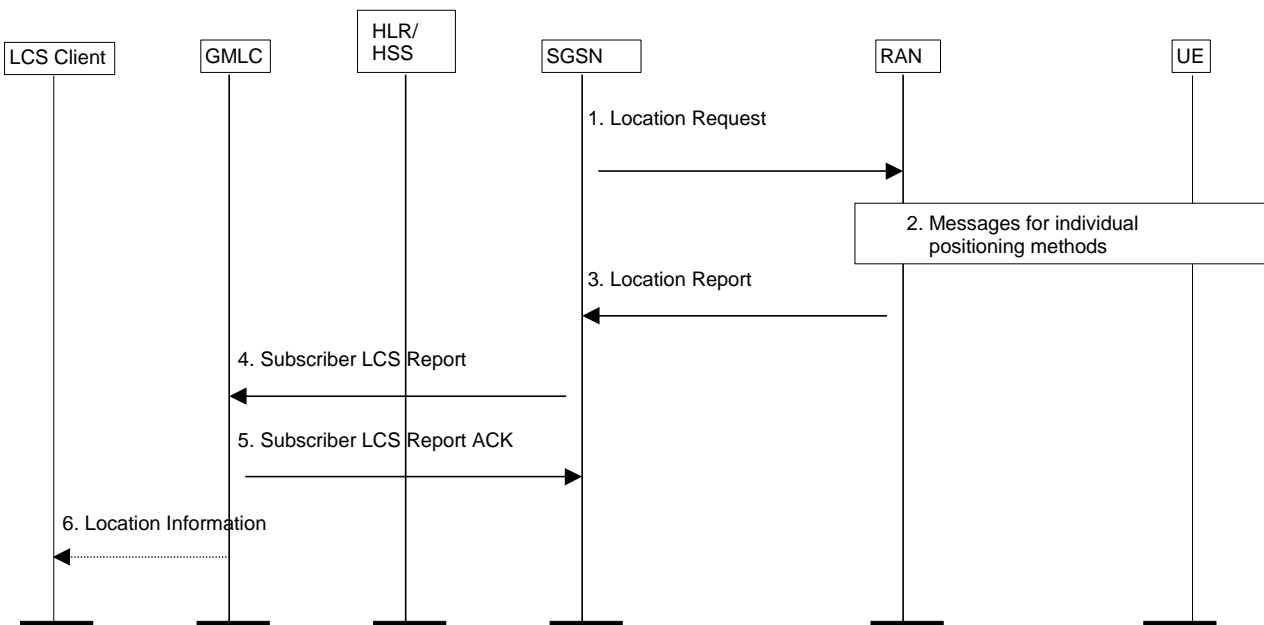 HLR/
HSS
LCS Client
GMLC
SGSN
RAN
UE
1. Location Request
2. Messages for individual
positioning methods
3. Location Report
4. Subscriber LCS Report
5. Subscriber LCS Report ACK
6. Location Information